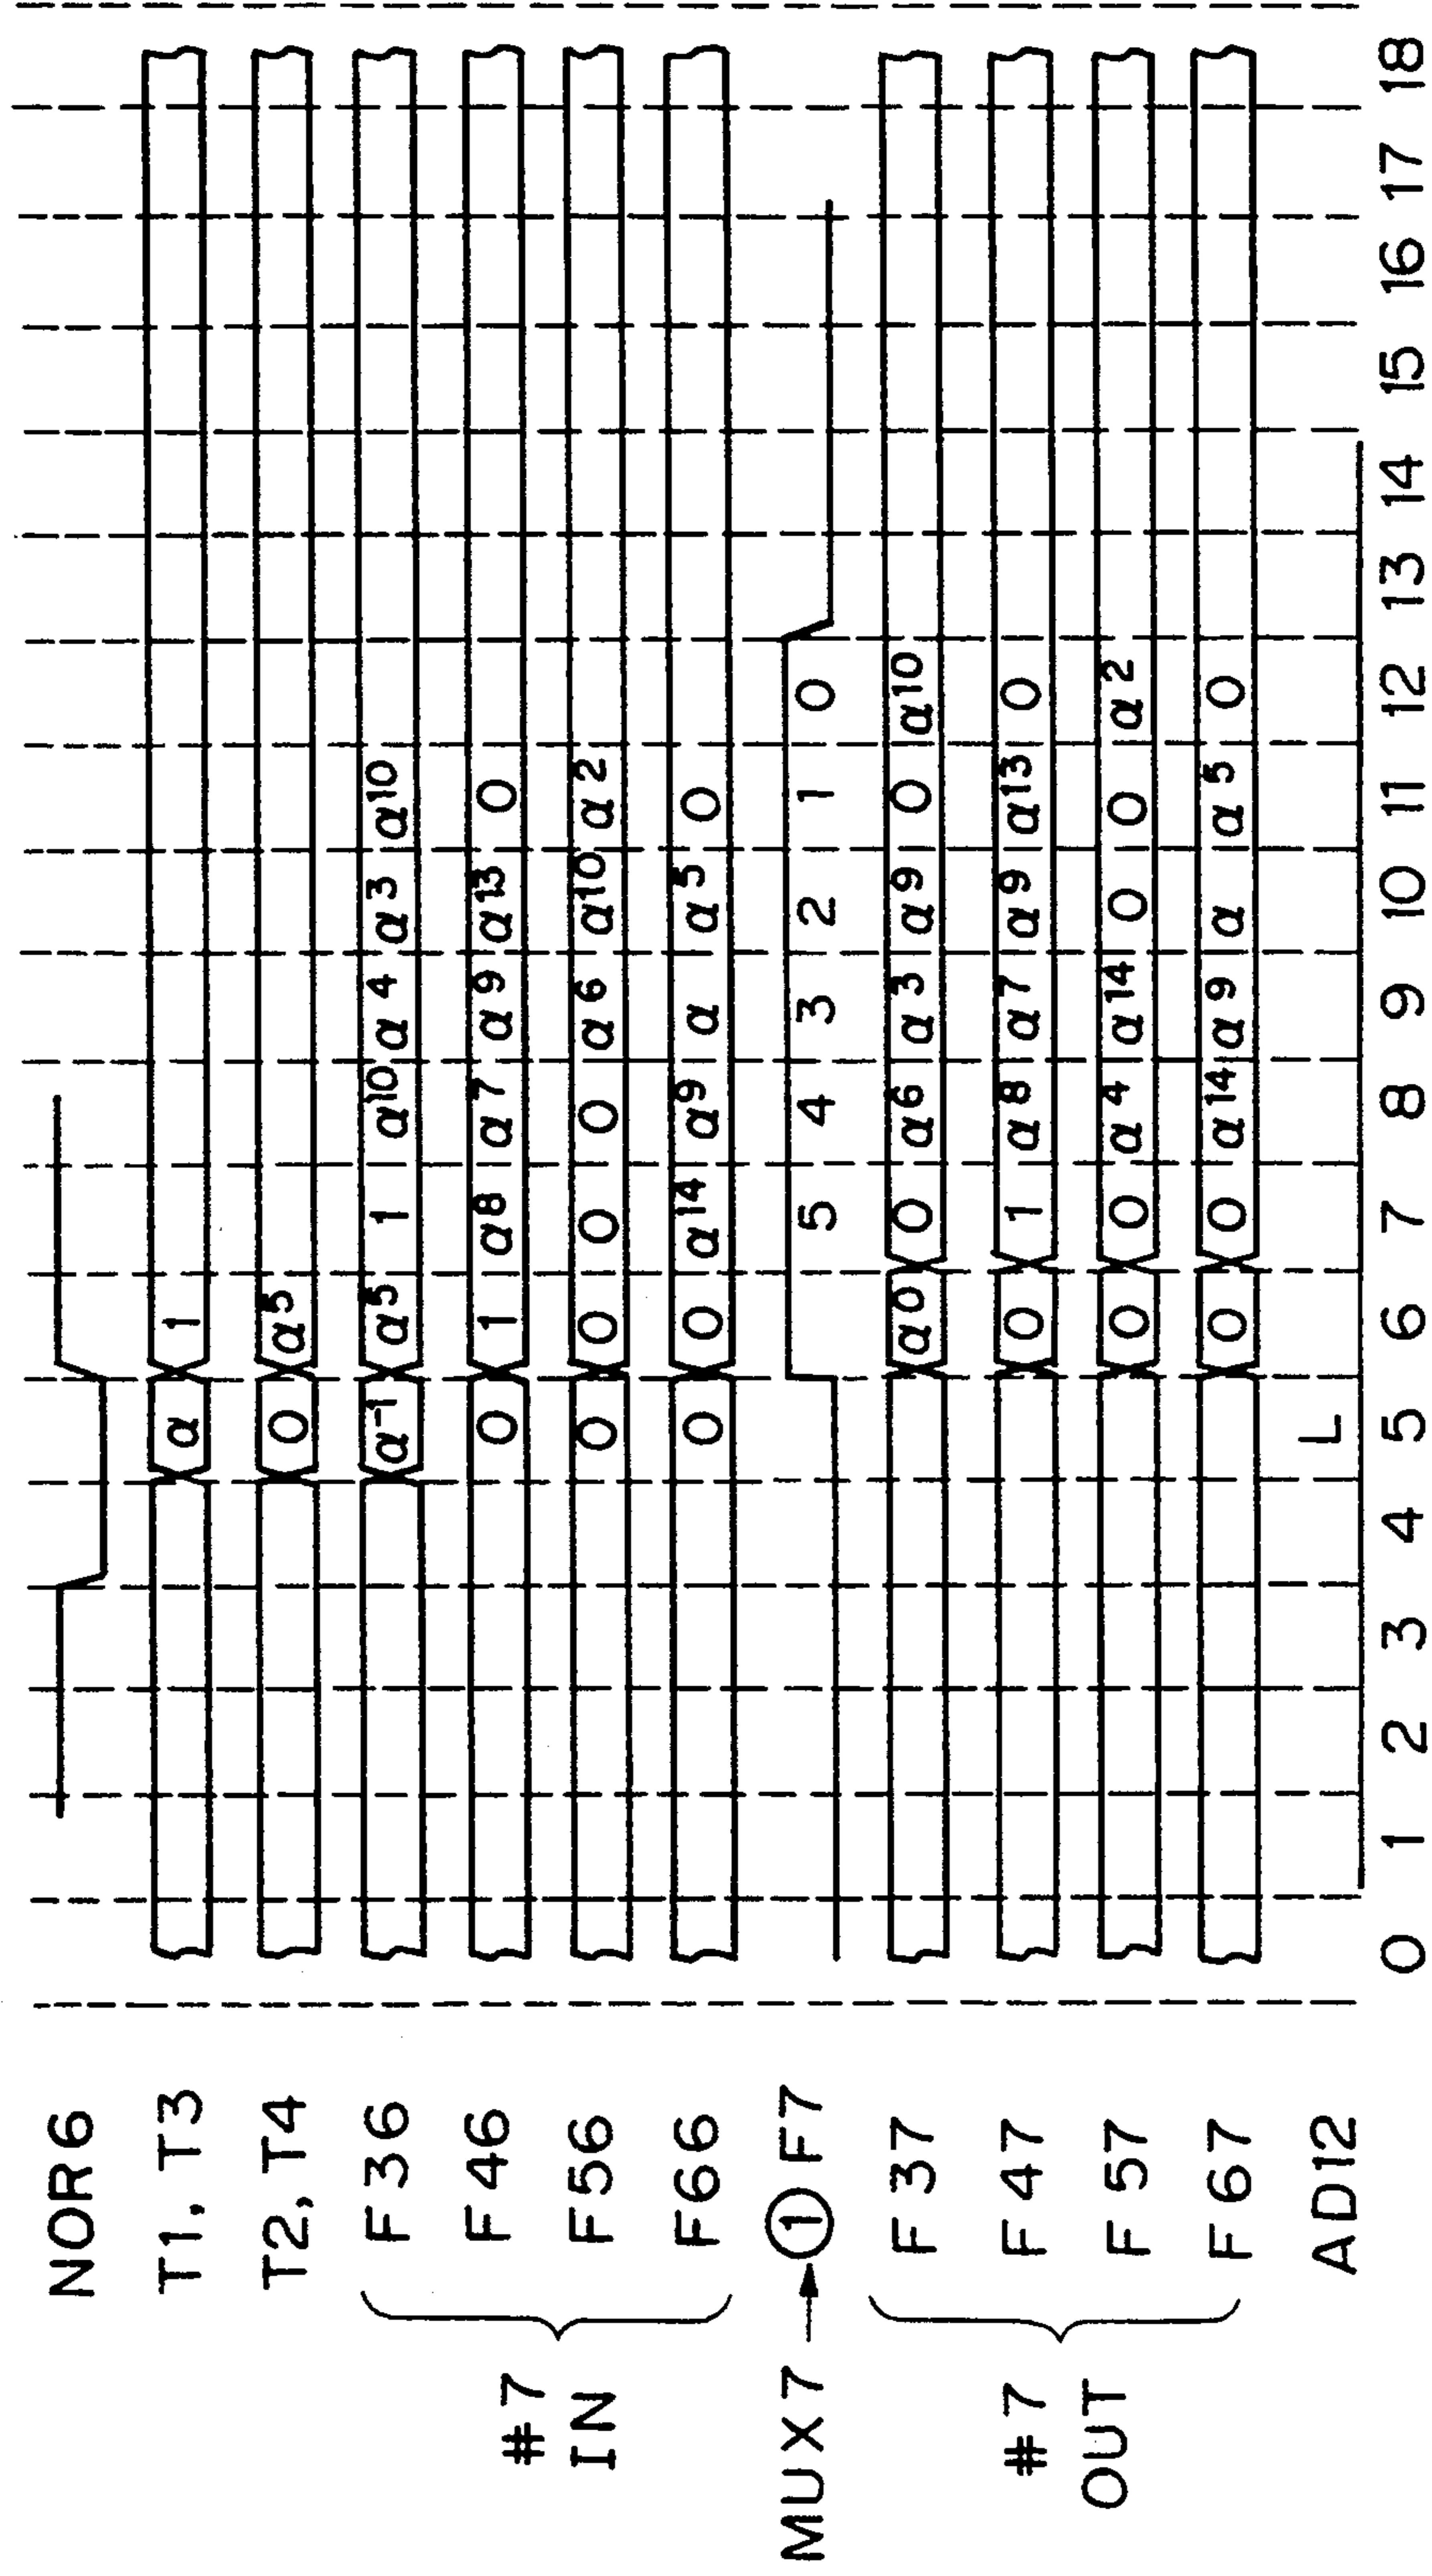 NOR6
T1, T3 α 1
T2, T4 0 α⁵
#7 IN
F36 α⁻¹ α⁵ 1 α¹⁰ α⁴ α³ α¹⁰
F46 0 1 α⁸ α⁷ α⁹ α¹³ 0
F56 0 0 0 0 α⁶ α¹⁰ α²
F66 0 0 α¹⁴ α⁹ α α⁵ 0
MUX7 → ① F7 5 4 3 2 1 0
#7 OUT
F37 α⁰ 0 α⁶ α³ α⁹ 0 α¹⁰
F47 0 1 α⁸ α⁷ α⁹ α¹³ 0
F57 0 0 α⁴ α¹⁴ 0 0 α²
F67 0 0 α¹⁴ α⁹ α α⁵ 0
AD12 L
0 1 2 3 4 5 6 7 8 9 10 11 12 13 14 15 16 17 18